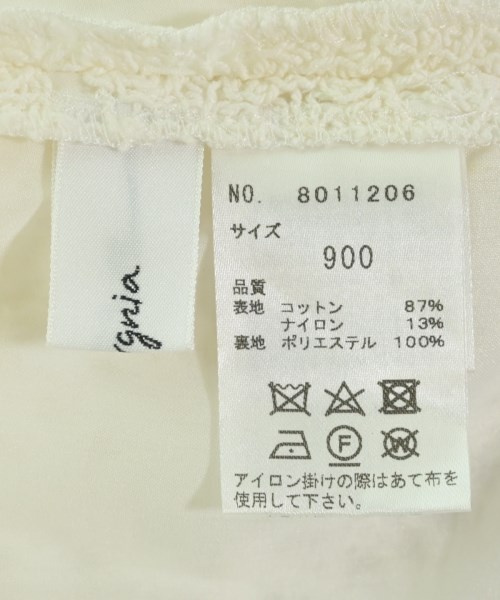 NO. 8011206
サイズ
900
品質
表地 コットン 87%
ナイロン 13%
裏地 ポリエステル 100%
F
W
アイロン掛けの際はあて布を
使用して下さい。